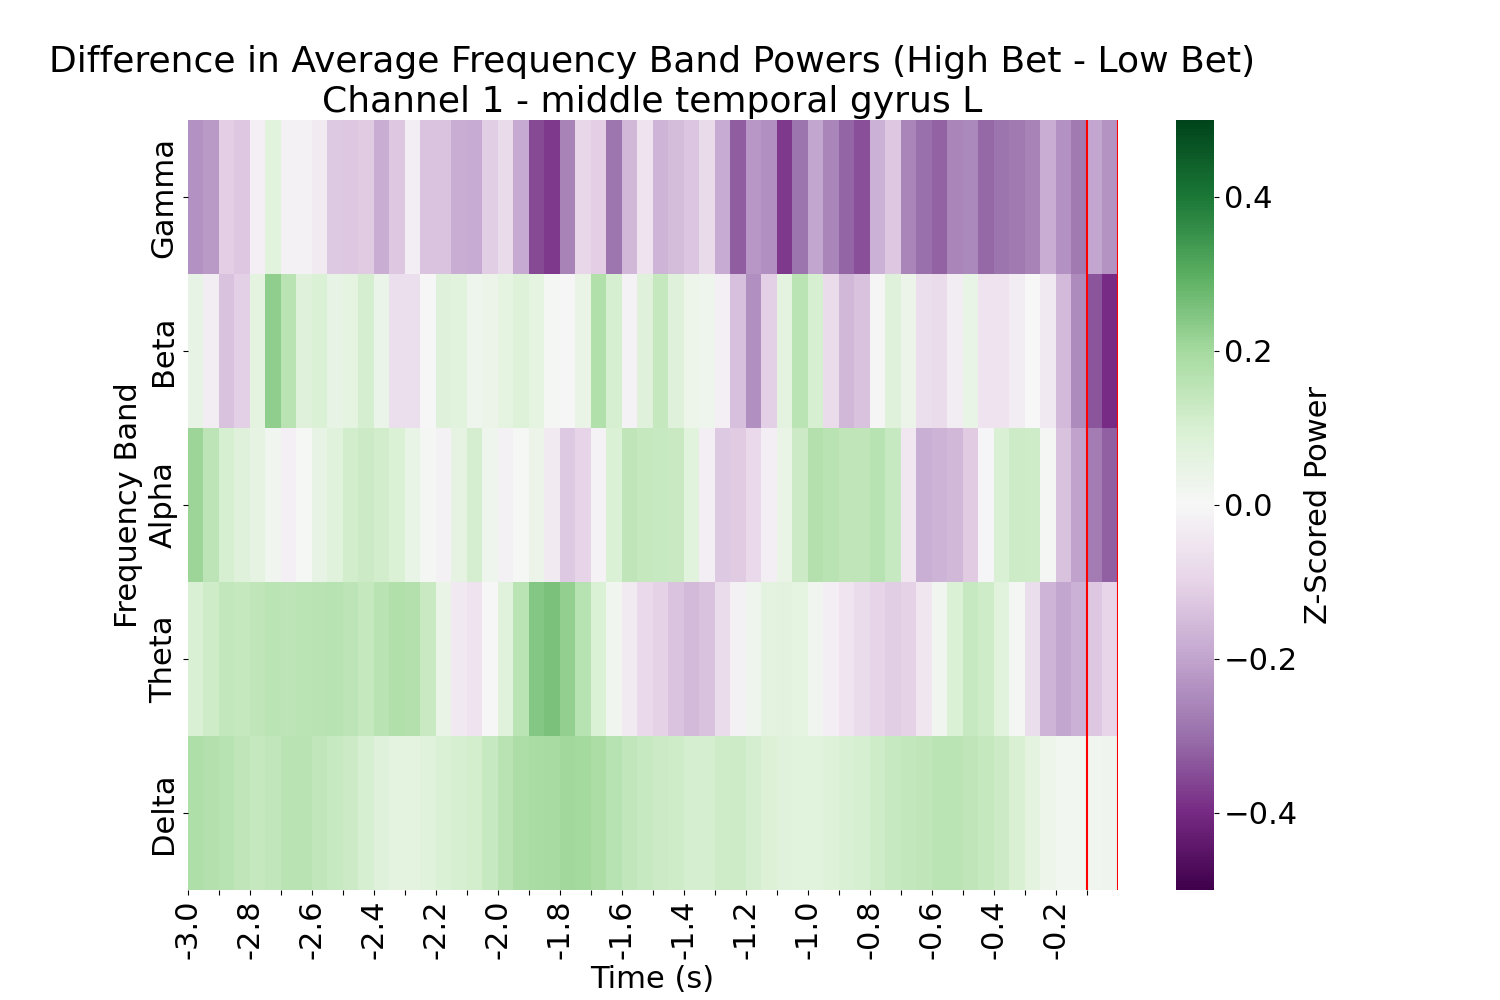 Difference in Average Frequency Band Powers (High Bet - Low Bet)
Channel 1 - middle temporal gyrus L
Frequency Band
Gamma
Beta
Alpha
Theta
Delta
-3.0
-2.8
-2.6
-2.4
-2.2
-2.0
-1.8
-1.6
-1.4
-1.2
-1.0
-0.8
-0.6
-0.4
-0.2
Time (s)
0.4
0.2
0.0
−0.2
−0.4
Z-Scored Power